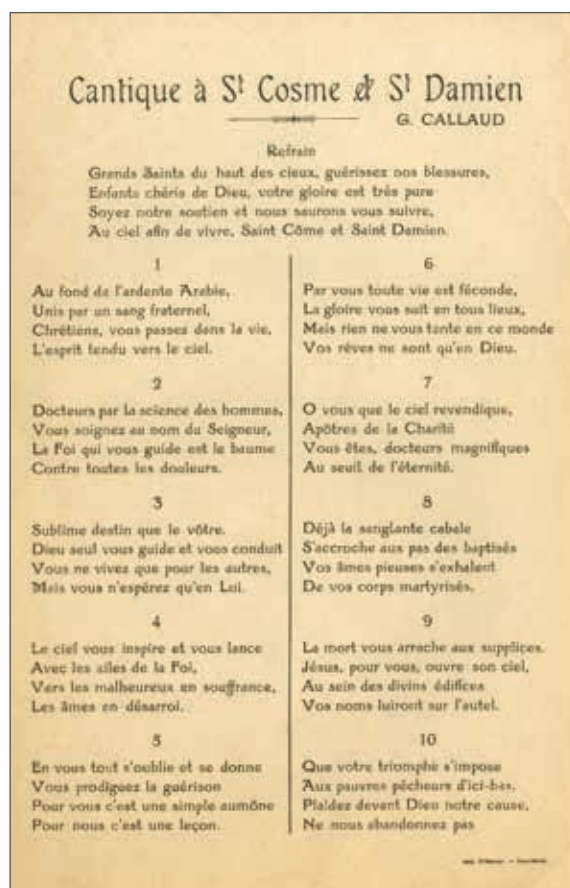 Cantique à St Cosme & St Damien
G. CALLAUD
Refrain
Grands Saints du haut des cieux, guérissez nos blessures,
Enfants chéris de Dieu, votre gloire est très pure
Soyez notre soutien et nous saurons vous suivre,
Au ciel afin de vivre, Saint Côme et Saint Damien.
1
Au fond de l'ardente Arabie,
Unis par un sang fraternel,
Chrétiens, vous passez dans la vie,
L'esprit tendu vers le ciel.
2
Docteurs par la science des hommes,
Vous soignez au nom du Seigneur,
La Foi qui vous guide est le baume
Contre toutes les douleurs.
3
Sublime destin que le vôtre.
Dieu seul vous guide et vous conduit
Vous ne vivez que pour les autres,
Mais vous n'espérez qu'en Lui.
4
Le ciel vous inspire et vous lance
Avec les ailes de la Foi,
Vers les malheureux en souffrance,
Les âmes en désarroi.
5
En vous tout s'oublie et se donne
Vous prodiguez la guérison
Pour vous c'est une simple aumône
Pour nous c'est une leçon.
6
Par vous toute vie est féconde,
La gloire vous suit en tous lieux,
Mais rien ne vous tente en ce monde
Vos rêves ne sont qu'en Dieu.
7
O vous que le ciel revendique,
Apôtres de la Charité
Vous êtes, docteurs magnifiques
Au seuil de l'éternité.
8
Déjà la sanglante cabale
S'accroche aux pas des baptisés
Vos âmes pieuses s'exhalent
De vos corps martyrisés.
9
La mort vous arrache aux supplices.
Jésus, pour vous, ouvre son ciel,
Au sein des divins édifices
Vos noms luiront sur l'autel.
10
Que votre triomphe s'impose
Aux pauvres pécheurs d'ici-bas.
Plaidez devant Dieu notre cause,
Ne nous abandonnez pas